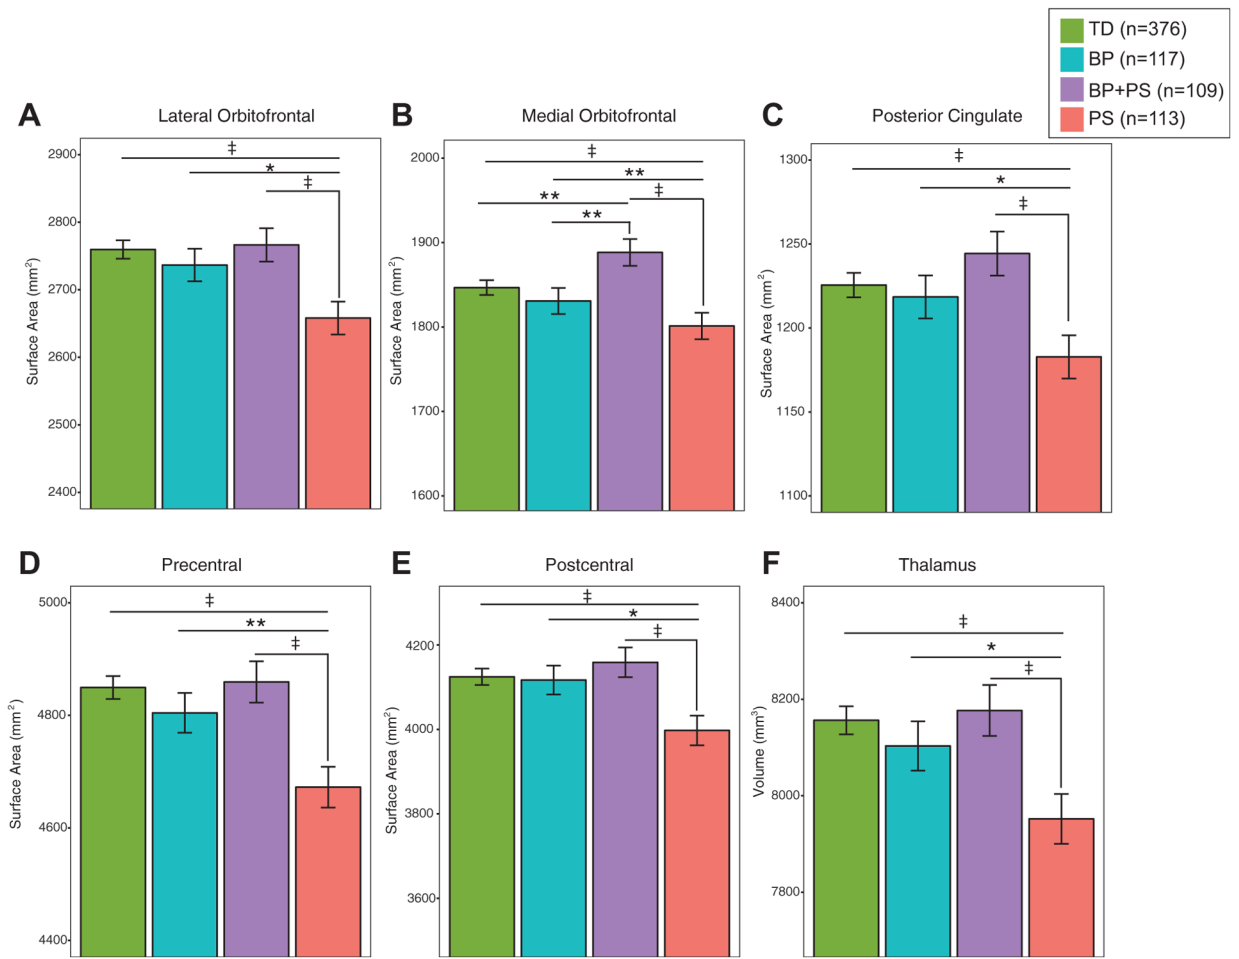 TD (n=376)
BP (n=117)
BP+PS (n=109)
PS (n=113)
A
Lateral Orbitofrontal
Surface Area (mm²)
2900
2800
2700
2600
2500
2400
‡
*
‡
B
Medial Orbitofrontal
Surface Area (mm²)
2000
1900
1800
1700
1600
‡
**
**
‡
**
C
Posterior Cingulate
Surface Area (mm²)
1300
1250
1200
1150
1100
‡
*
‡
D
Precentral
Surface Area (mm²)
5000
4800
4600
4400
‡
**
‡
E
Postcentral
Surface Area (mm²)
4200
4000
3800
3600
‡
*
‡
F
Thalamus
Volume (mm³)
8400
8200
8000
7800
‡
*
‡